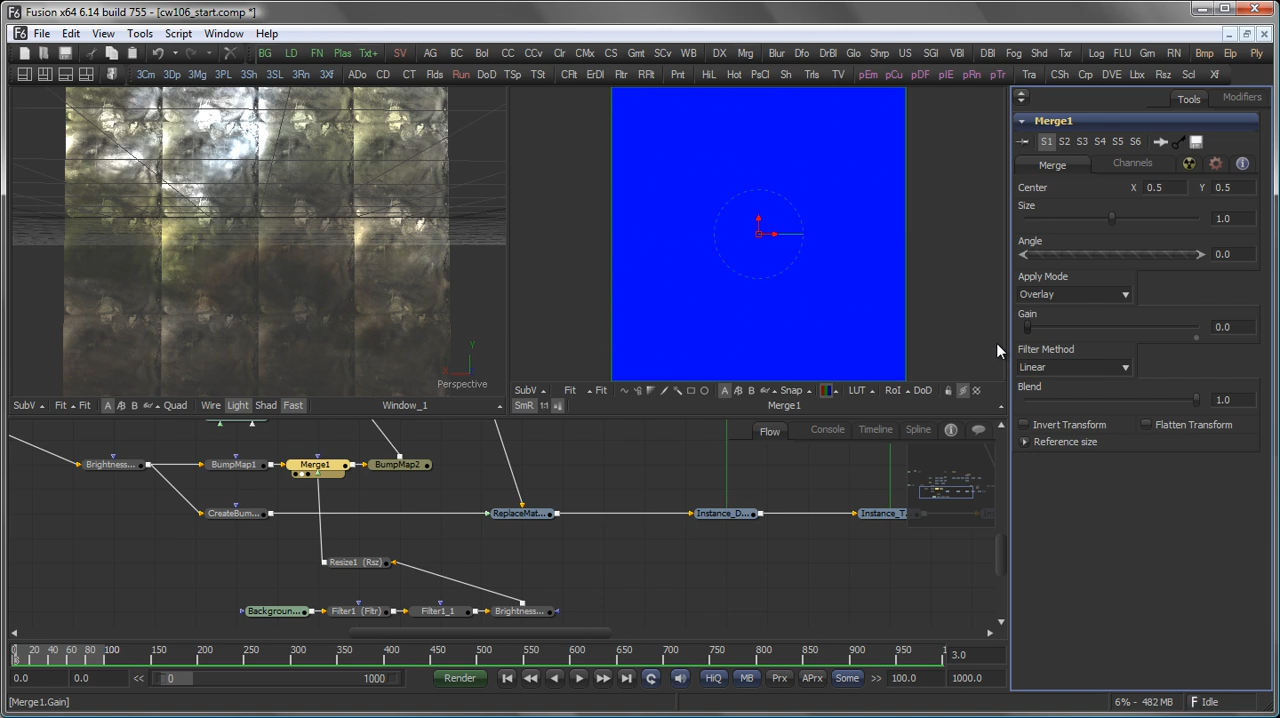 Fusion x64 6.14 build 755 - [cw106_start.comp *]
File Edit View Tools Script Window Help
BG LD FN Plas Txt+ SV AG BC Bol CC CCv Clr CMx CS Gmt SCv WB DX Mrg Blur Dfo DrBl Glo Shrp US SGl VBl DBl Fog Shd Txr Log FLU Gm RN Bmp Elp Ply
3Cm 3Dp 3Mg 3PL 3Sh 3SL 3Rn 3Xf ADo CD CT Flds Run DoD TSp TSt CFlt ErDl Fltr RFlt Pnt HiL Hot PsCl Sh Trls TV pEm pCu pDF pIE pRn pTr Tra CSh Crp DVE Lbx Rsz Scl Xf
Tools Modifiers
Merge1
S1 S2 S3 S4 S5 S6
Merge Channels
Center X 0.5 Y 0.5
Size
1.0
Angle
0.0
Apply Mode
Overlay
Gain
0.0
Filter Method
Linear
Blend
1.0
Invert Transform Flatten Transform
Reference size
Y
X
Perspective
SubV Fit Fit A Quad Wire Light Shad Fast Window_1
SubV Fit Fit A Snap LUT RoI DoD
SmR 1:1 Merge1
Flow Console Timeline Spline
Brightness... BumpMap1 Merge1 BumpMap2
CreateBum... ReplaceMat... Instance_D... Instance_T
Resize1 (Rsz)
Backgroun... Filter1 (Fltr) Filter1_1 Brightness...
0 20 40 60 80 100 150 200 250 300 350 400 450 500 550 600 650 700 750 800 850 900 950 1 3.0
0.0 0.0 << 0 1000 Render HiQ MB Prx APrx Some >> 100.0 1000.0
[Merge1.Gain] 6% - 482 MB Idle